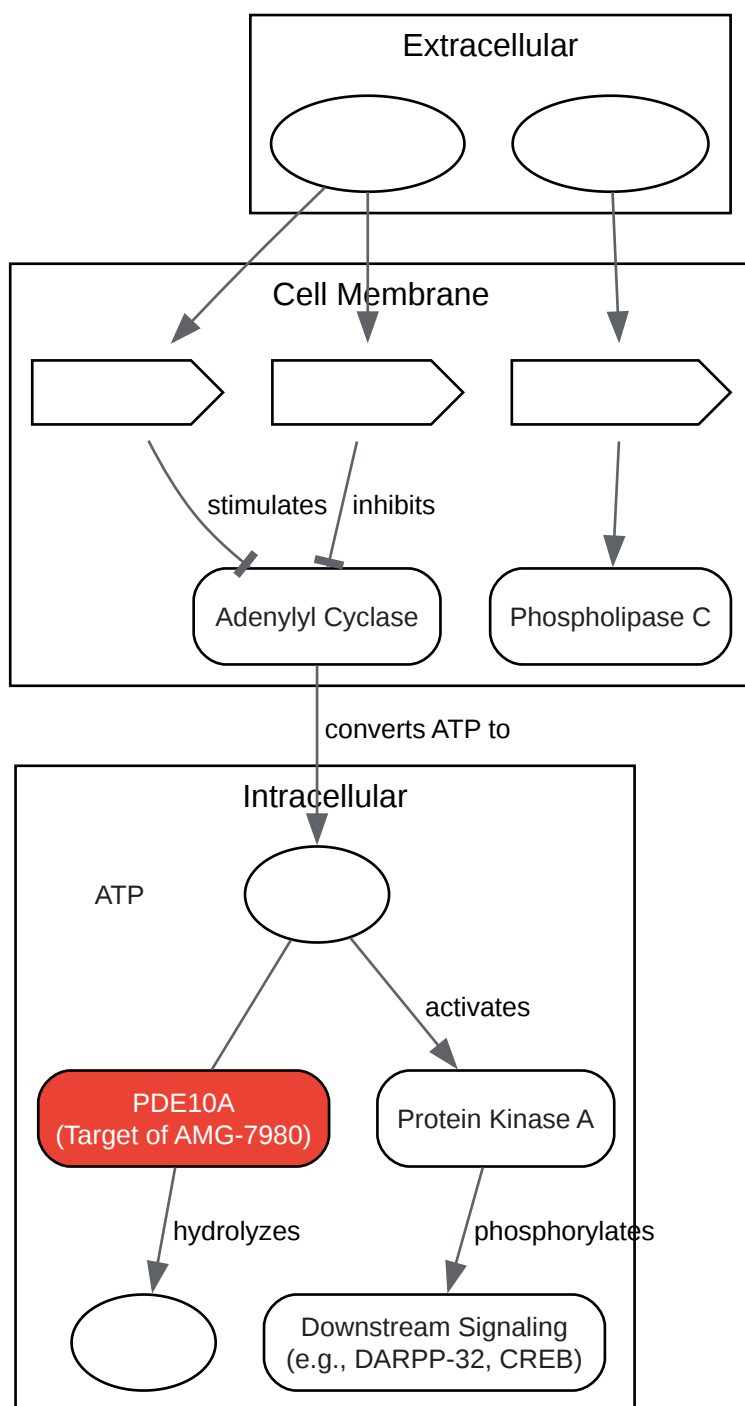 Extracellular
Cell Membrane
stimulates
inhibits
Adenylyl Cyclase
Phospholipase C
converts ATP to
Intracellular
ATP
activates
PDE10A
(Target of AMG-7980)
Protein Kinase A
hydrolyzes
phosphorylates
Downstream Signaling
(e.g., DARPP-32, CREB)